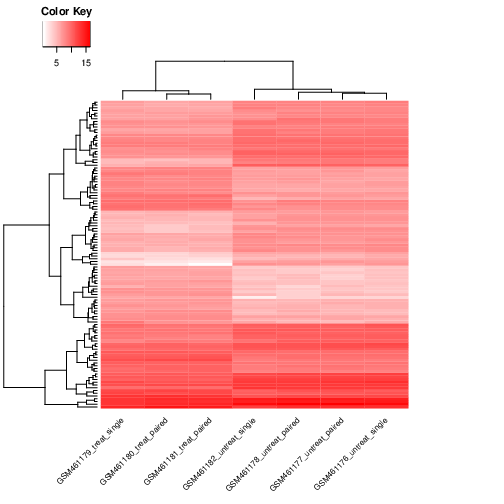 Color Key
5 15
GSM461179_treat_single
GSM461180_treat_paired
GSM461181_treat_paired
GSM461182_untreat_single
GSM461178_untreat_paired
GSM461177_untreat_paired
GSM461176_untreat_single